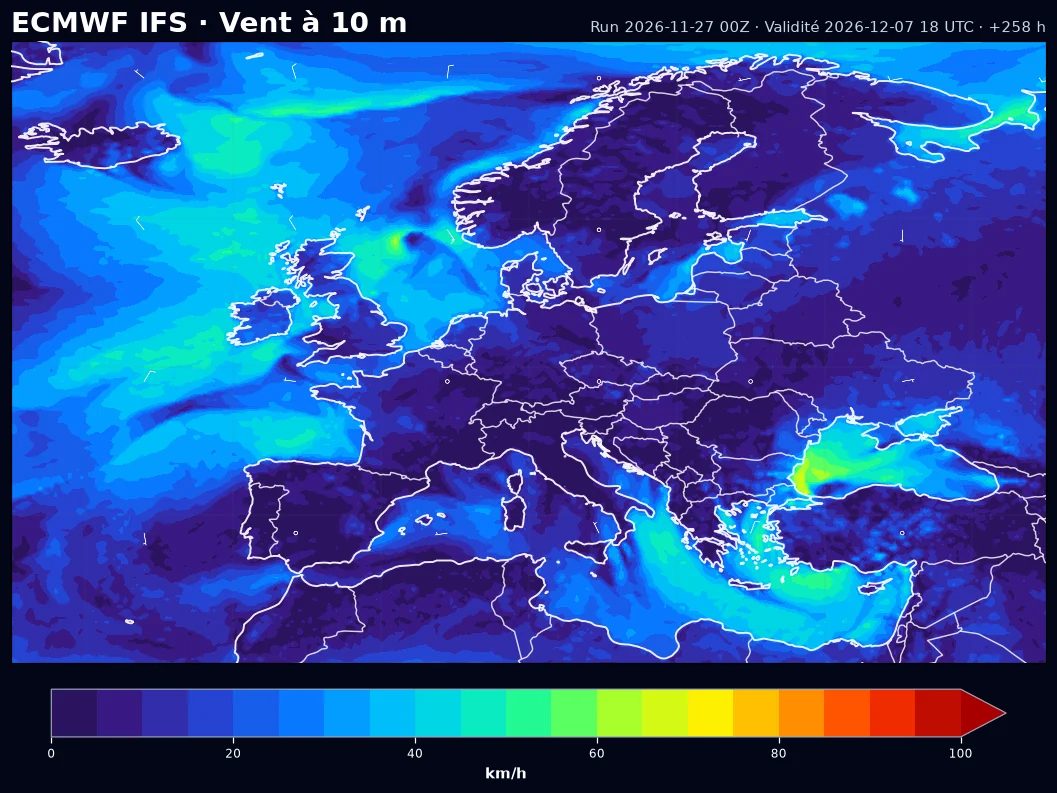 ECMWF IFS · Vent à 10 m
Run 2026-11-27 00Z · Validité 2026-12-07 18 UTC · +258 h
0 20 40 60 80 100
km/h